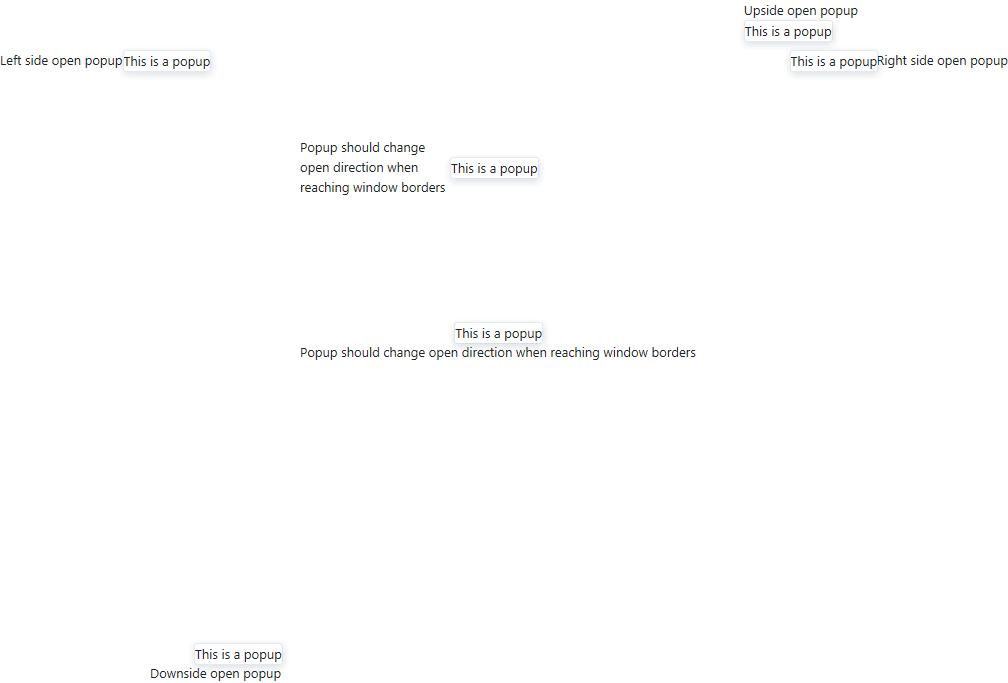 Upside open popup
This is a popup
Left side open popup This is a popup
This is a popup Right side open popup
Popup should change
open direction when
reaching window borders
This is a popup
This is a popup
Popup should change open direction when reaching window borders
This is a popup
Downside open popup